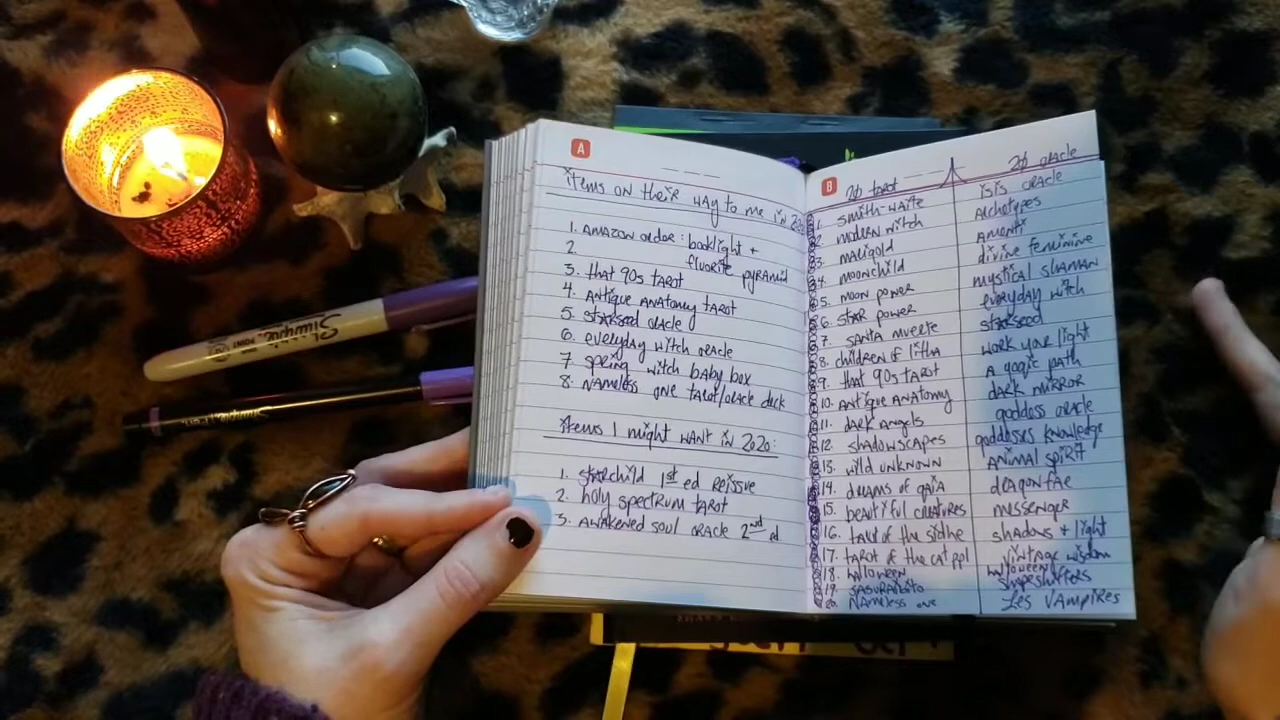 A
items on their way to me in 20
1. Amazon order: booklight +
2. fluorite pyramid
3. that 90s tarot
4. Antique Anatomy tarot
5. starseed oracle
6. everyday witch oracle
7. spring witch baby box
8. Nameless one tarot/oracle deck
items I might want in 2020:
1. starchild 1st ed reissue
2. holy spectrum tarot
3. Awakened soul oracle 2nd ed
B
20 tarot
1. smith-waite
2. modern witch
3. marigold
4. moonchild
5. moon power
6. star power
7. santa muerte
8. children of litha
9. that 90s tarot
10. Antique Anatomy
11. dark angels
12. shadowscapes
13. wild unknown
14. dreams of gaia
15. beautiful creatures
16. tarot of the sidhe
17. tarot of the cat ppl
18. halloween
19.
20. Nameless one
20 oracle
isis oracle
Archetypes
Amenti
divine feminine
mystical shaman
everyday witch
starseed
work your light
a yogic path
dark mirror
goddess oracle
goddesses knowledge
Animal spirit
dragonfae
messenger
shadows + light
vintage wisdom
halloween
shapeshifters
Les Vampires
Sharpie
Sharpie